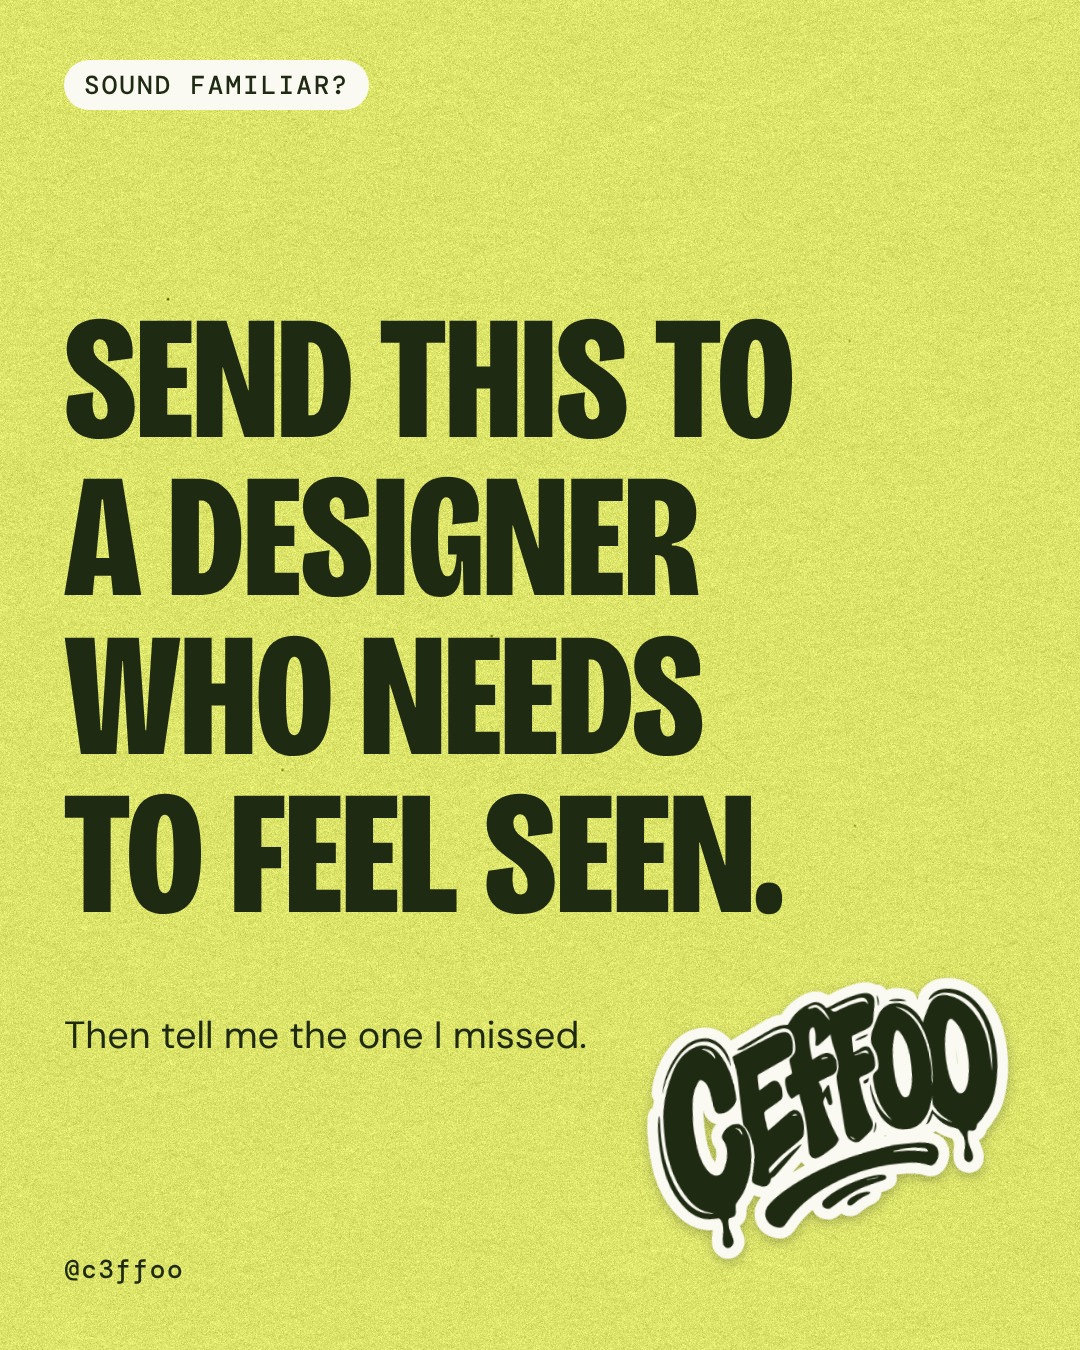 SOUND FAMILIAR?
SEND THIS TO
A DESIGNER
WHO NEEDS
TO FEEL SEEN.
Then tell me the one I missed.
CEFFOO
@c3ffoo